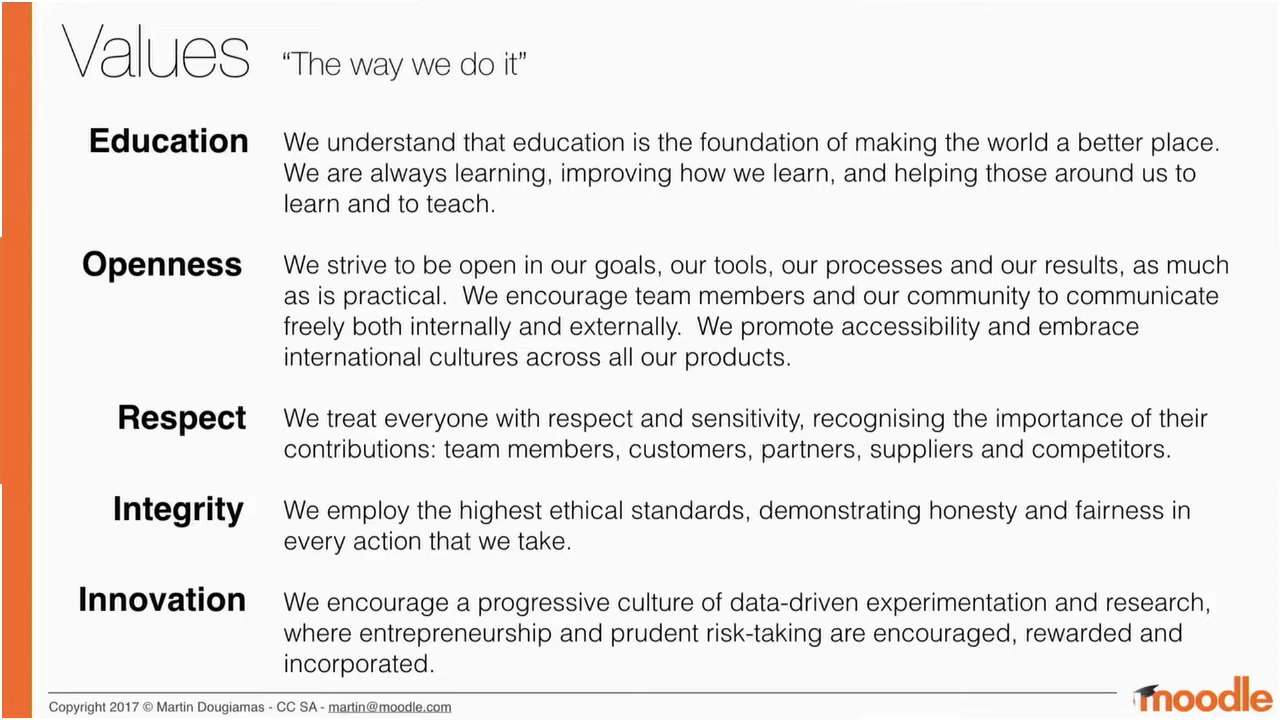 Values "The way we do it"
Education We understand that education is the foundation of making the world a better place.
We are always learning, improving how we learn, and helping those around us to
learn and to teach.
Openness We strive to be open in our goals, our tools, our processes and our results, as much
as is practical.  We encourage team members and our community to communicate
freely both internally and externally.  We promote accessibility and embrace
international cultures across all our products.
Respect We treat everyone with respect and sensitivity, recognising the importance of their
contributions: team members, customers, partners, suppliers and competitors.
Integrity We employ the highest ethical standards, demonstrating honesty and fairness in
every action that we take.
Innovation We encourage a progressive culture of data-driven experimentation and research,
where entrepreneurship and prudent risk-taking are encouraged, rewarded and
incorporated.
Copyright 2017 © Martin Dougiamas - CC SA - martin@moodle.com
moodle